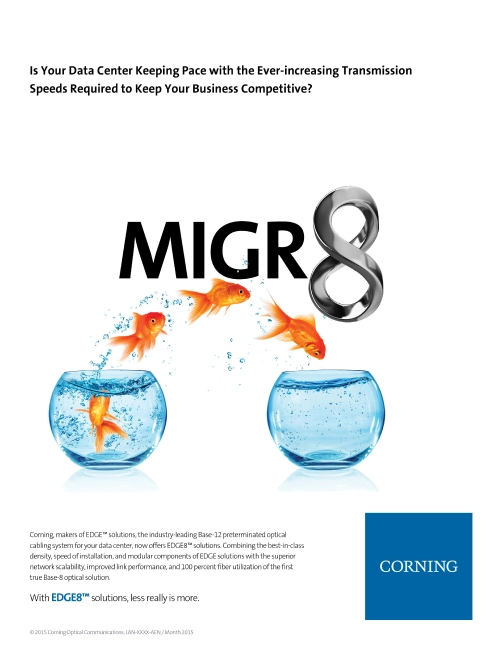 Is Your Data Center Keeping Pace with the Ever-increasing Transmission
Speeds Required to Keep Your Business Competitive?
MIGR8
Corning, makers of EDGE™ solutions, the industry-leading Base-12 preterminated optical
cabling system for your data center, now offers EDGE8™ solutions. Combining the best-in-class
density, speed of installation, and modular components of EDGE solutions with the superior
network scalability, improved link performance, and 100 percent fiber utilization of the first
true Base-8 optical solution.
CORNING
With EDGE8™ solutions, less really is more.
© 2015 Corning Optical Communications. LAN-XXXX-AEN / Month 2015